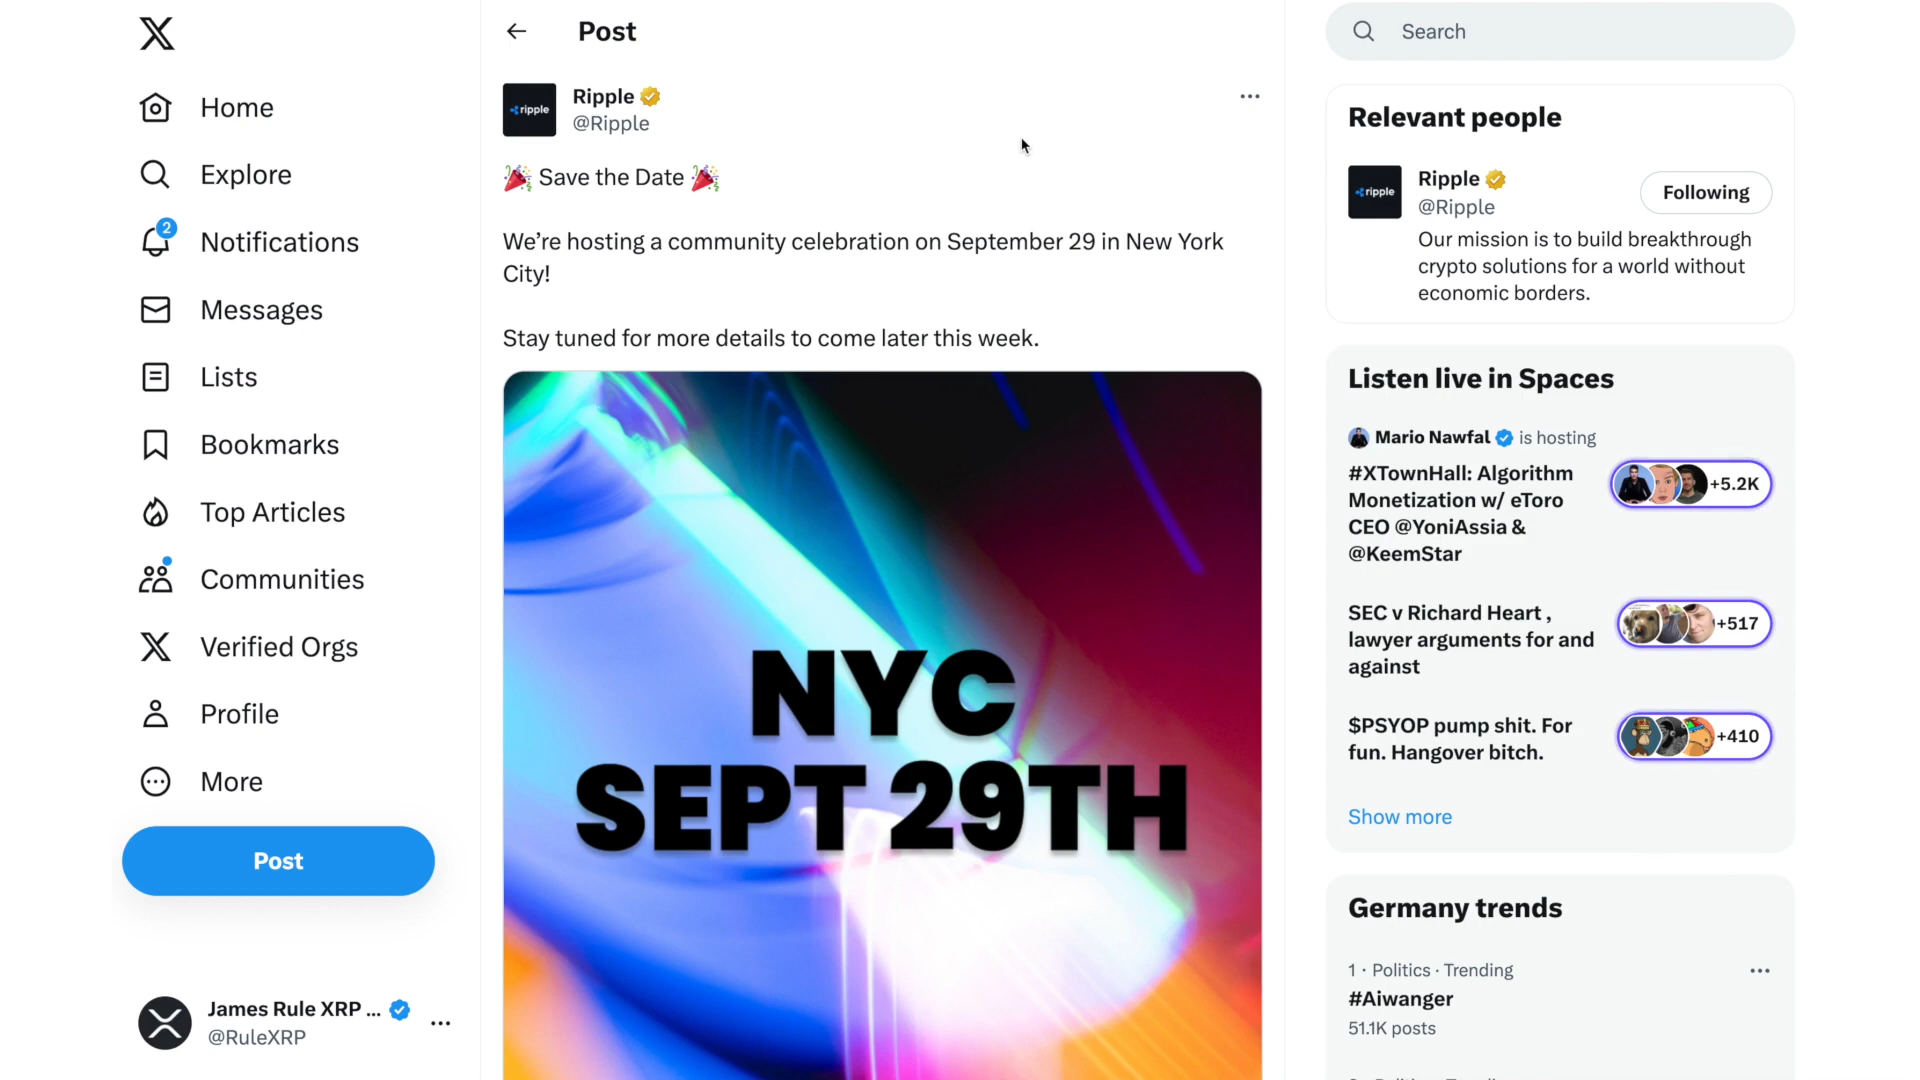 Home
Explore
2
Notifications
Messages
Lists
Bookmarks
Top Articles
Communities
Verified Orgs
Profile
More
Post
James Rule XRP ...
@RuleXRP
Post
ripple
Ripple
@Ripple
🎉 Save the Date 🎉
We’re hosting a community celebration on September 29 in New York
City!
Stay tuned for more details to come later this week.
NYC
SEPT 29TH
Search
Relevant people
ripple
Ripple
@Ripple
Following
Our mission is to build breakthrough
crypto solutions for a world without
economic borders.
Listen live in Spaces
Mario Nawfal is hosting
#XTownHall: Algorithm
Monetization w/ eToro
CEO @YoniAssia &
@KeemStar
+5.2K
SEC v Richard Heart ,
lawyer arguments for and
against
+517
$PSYOP pump shit. For
fun. Hangover bitch.
+410
Show more
Germany trends
1 · Politics · Trending
#Aiwanger
51.1K posts